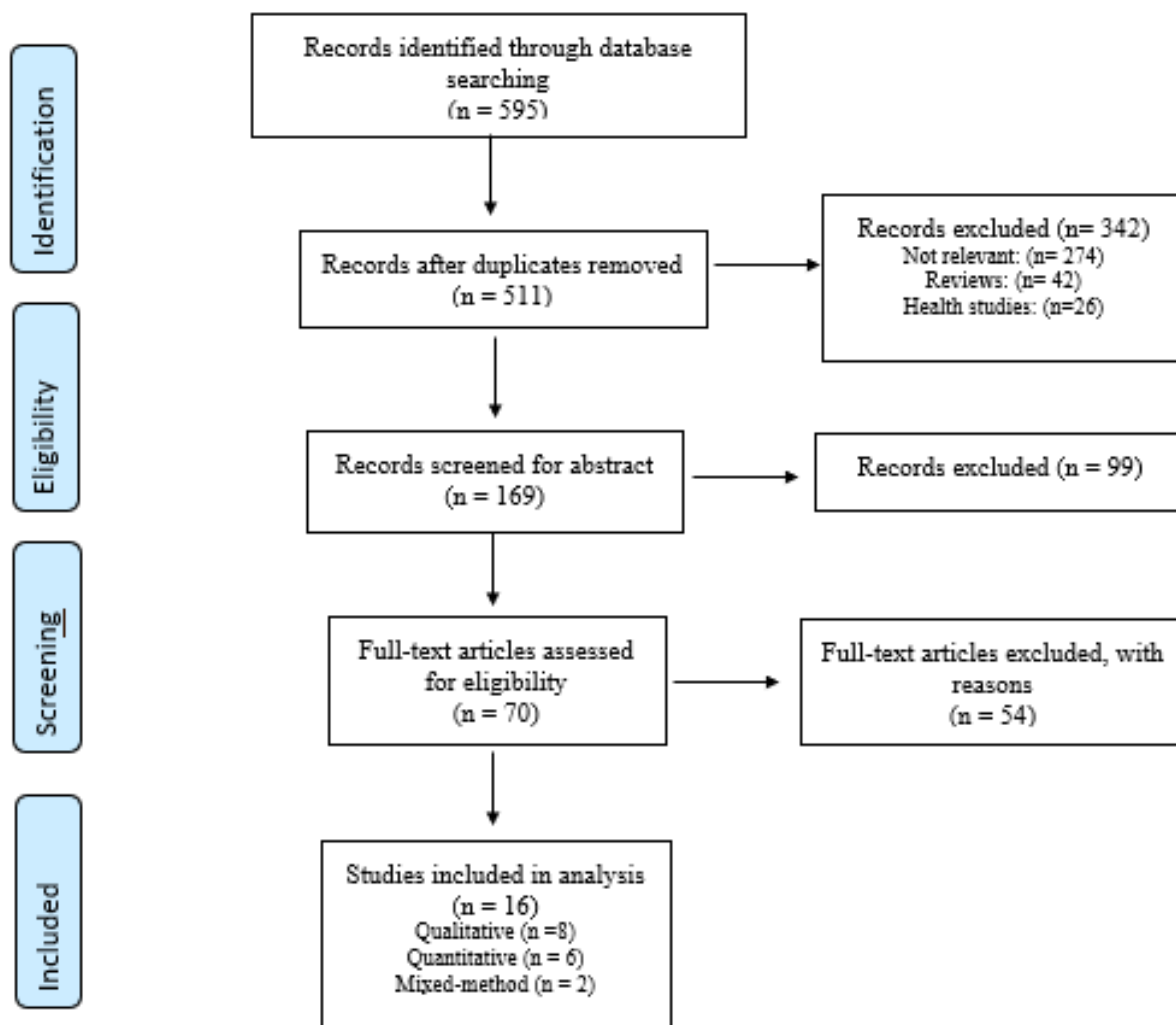 Identification
Records identified through database
searching
(n = 595)
Records after duplicates removed
(n = 511)
Records excluded (n= 342)
Not relevant: (n= 274)
Reviews: (n= 42)
Health studies: (n=26)
Eligibility
Records screened for abstract
(n = 169)
Records excluded (n = 99)
Screening
Full-text articles assessed
for eligibility
(n = 70)
Full-text articles excluded, with
reasons
(n = 54)
Included
Studies included in analysis
(n = 16)
Qualitative (n =8)
Quantitative (n = 6)
Mixed-method (n = 2)